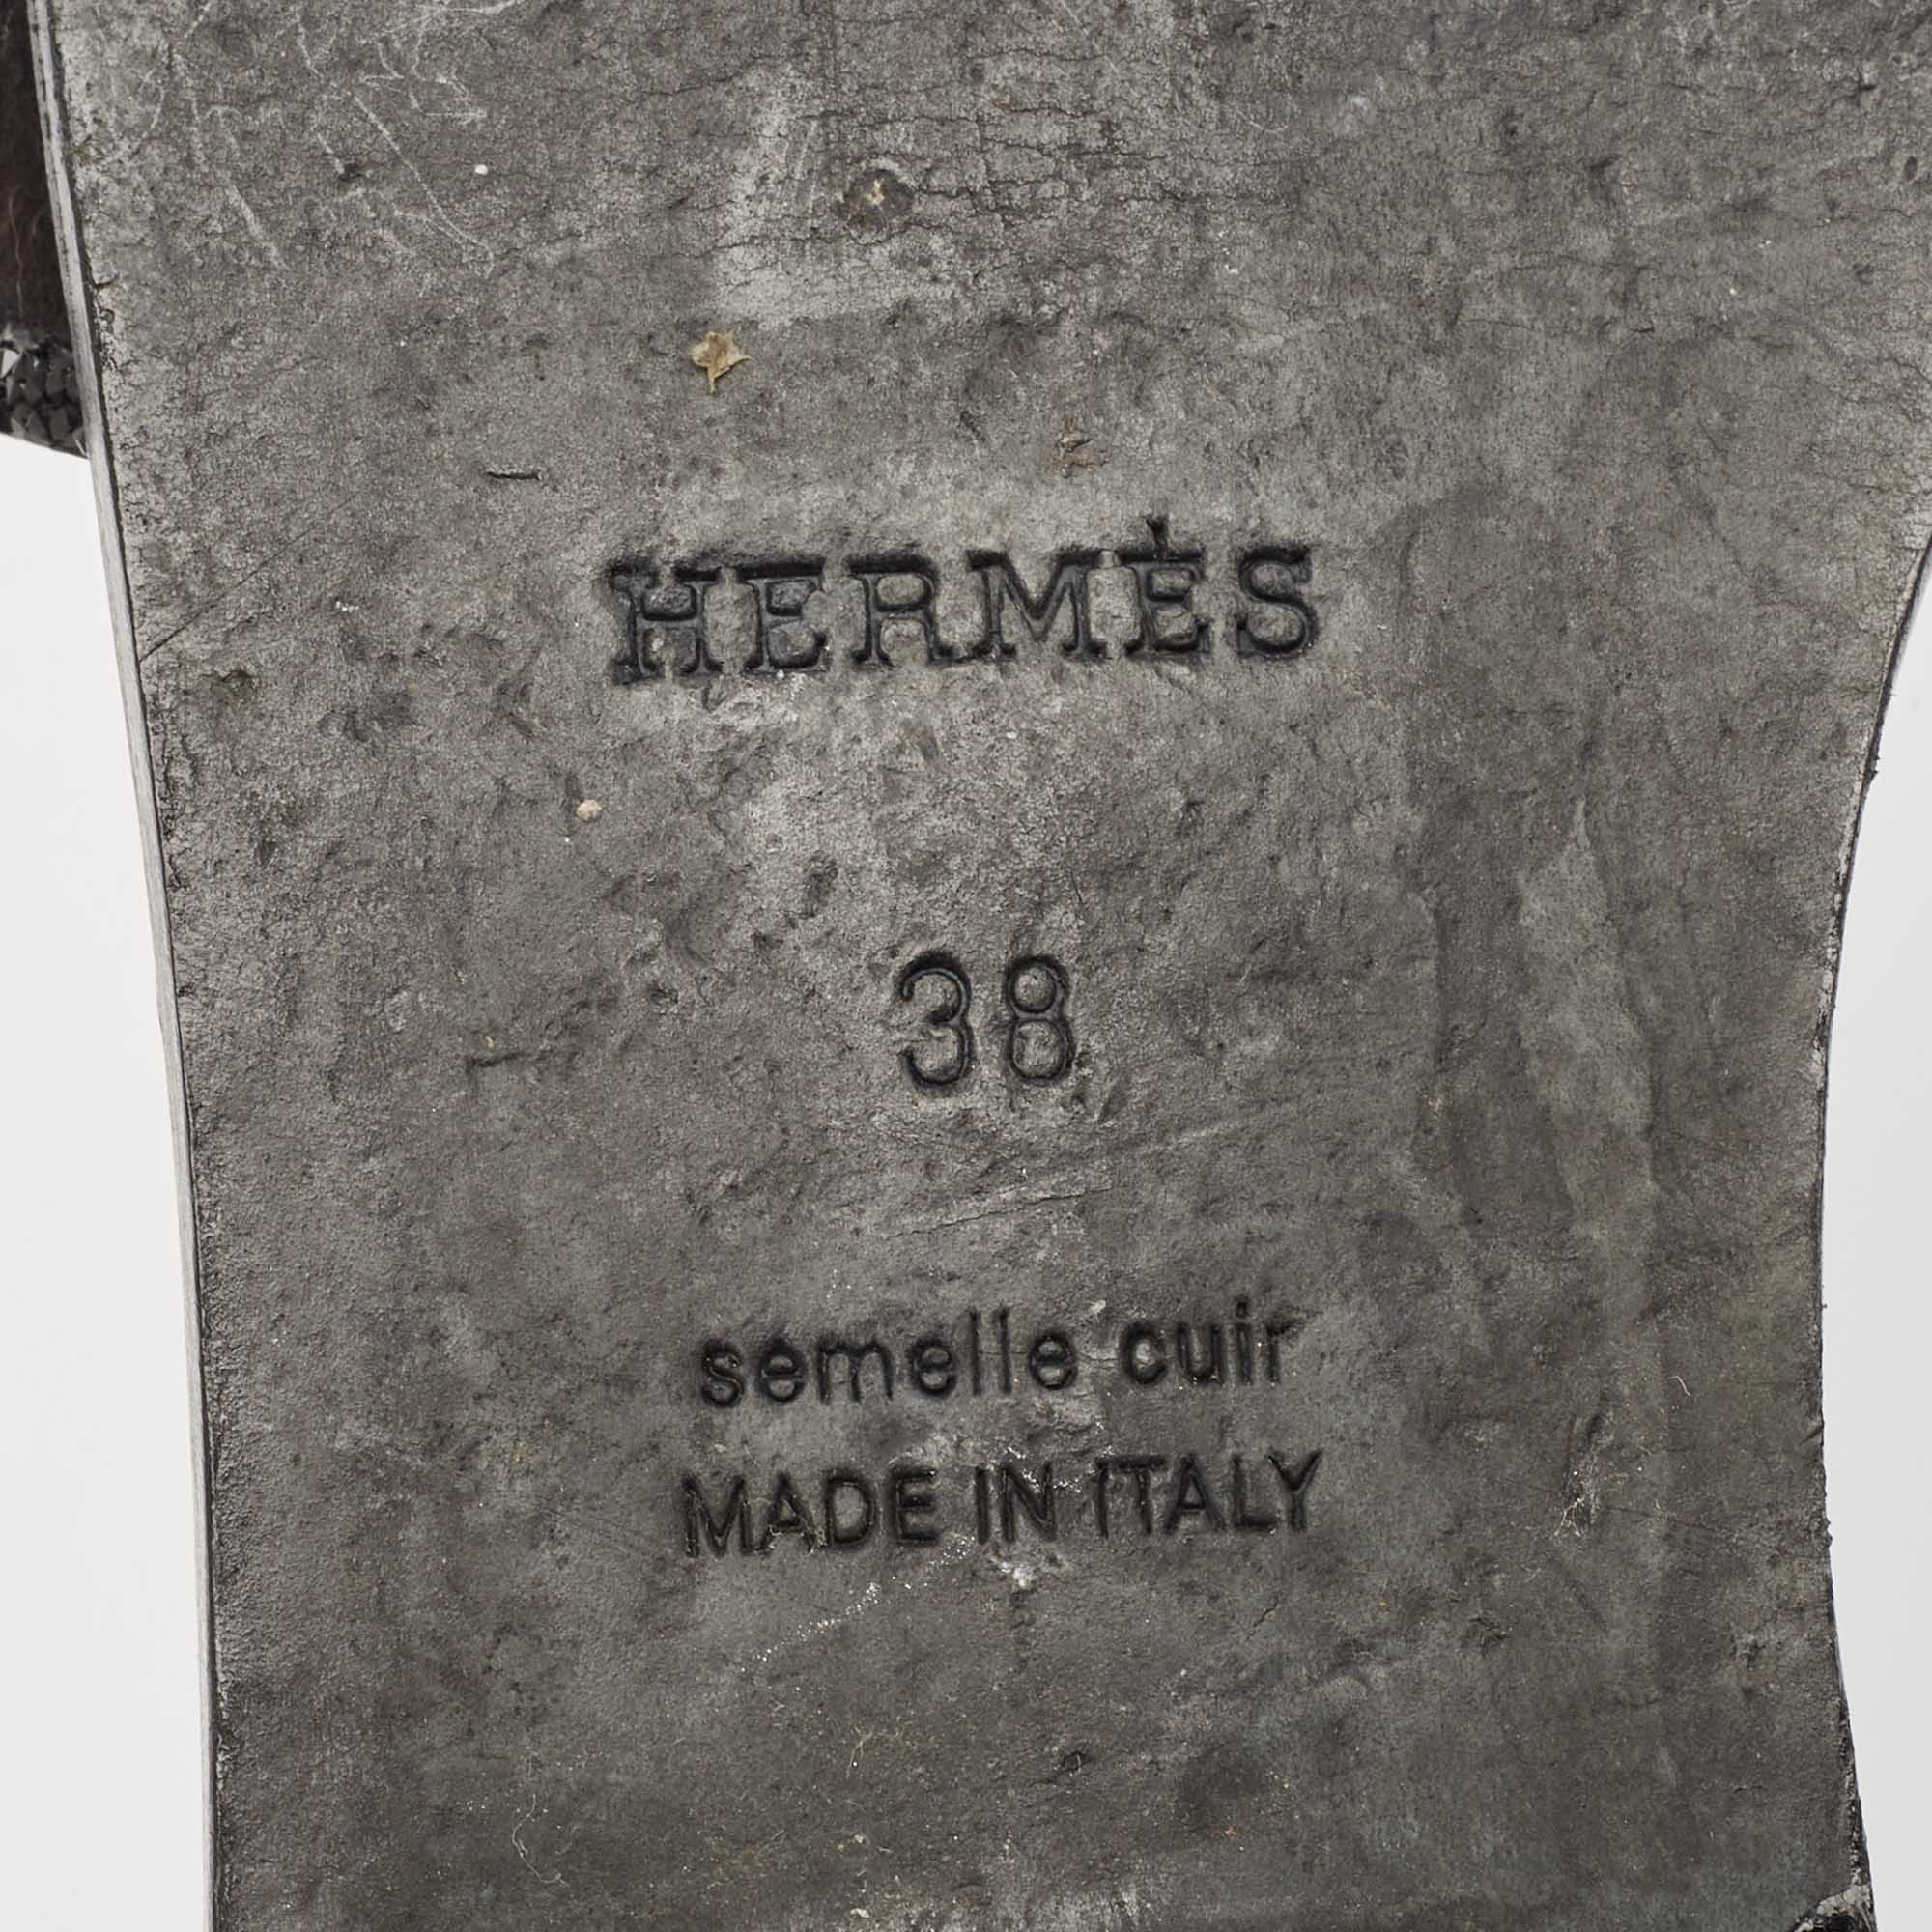 HERMÈS
38
semelle cuir
MADE IN ITALY